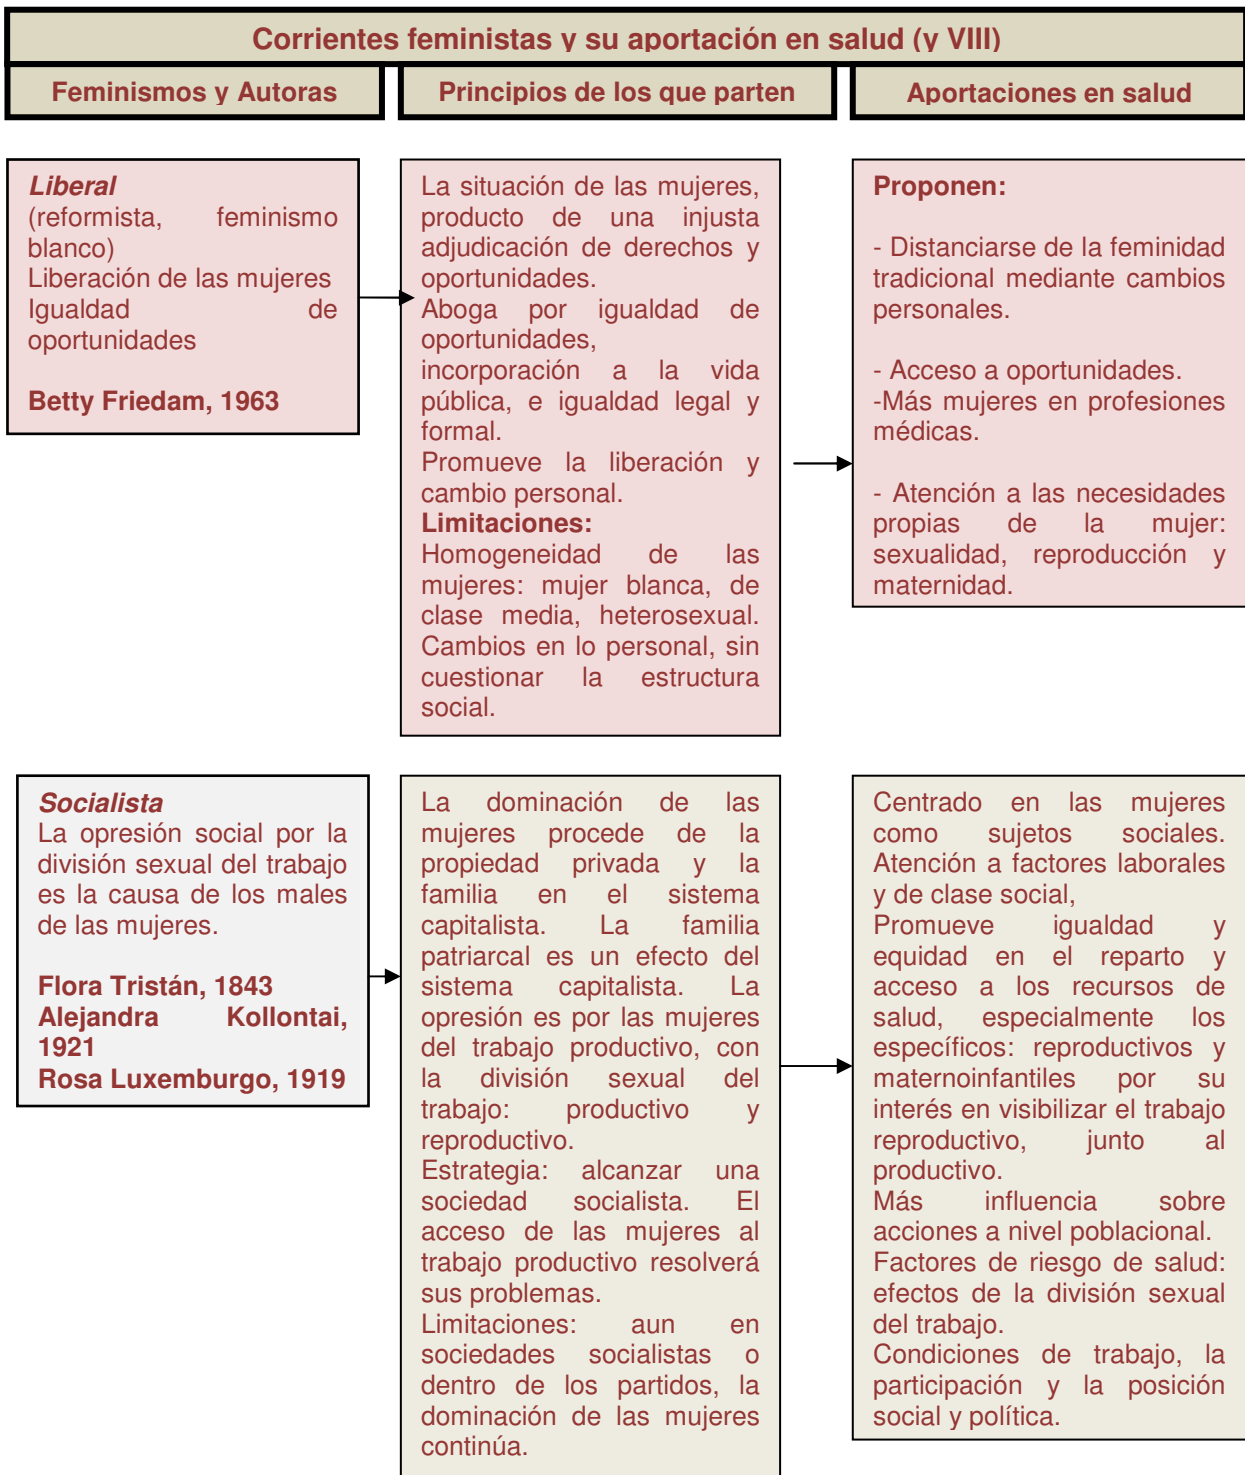 Corrientes feministas y su aportación en salud (y VIII)
Feminismos y Autoras
Principios de los que parten
Aportaciones en salud
Liberal
(reformista, feminismo
blanco)
Liberación de las mujeres
Igualdad de
oportunidades
Betty Friedam, 1963
La situación de las mujeres,
producto de una injusta
adjudicación de derechos y
oportunidades.
Aboga por igualdad de
oportunidades,
incorporación a la vida
pública, e igualdad legal y
formal.
Promueve la liberación y
cambio personal.
Limitaciones:
Homogeneidad de las
mujeres: mujer blanca, de
clase media, heterosexual.
Cambios en lo personal, sin
cuestionar la estructura
social.
Proponen:
- Distanciarse de la feminidad
tradicional mediante cambios
personales.
- Acceso a oportunidades.
-Más mujeres en profesiones
médicas.
- Atención a las necesidades
propias de la mujer:
sexualidad, reproducción y
maternidad.
Socialista
La opresión social por la
división sexual del trabajo
es la causa de los males
de las mujeres.
Flora Tristán, 1843
Alejandra Kollontai,
1921
Rosa Luxemburgo, 1919
La dominación de las
mujeres procede de la
propiedad privada y la
familia en el sistema
capitalista. La familia
patriarcal es un efecto del
sistema capitalista. La
opresión es por las mujeres
del trabajo productivo, con
la división sexual del
trabajo: productivo y
reproductivo.
Estrategia: alcanzar una
sociedad socialista. El
acceso de las mujeres al
trabajo productivo resolverá
sus problemas.
Limitaciones: aun en
sociedades socialistas o
dentro de los partidos, la
dominación de las mujeres
continúa.
Centrado en las mujeres
como sujetos sociales.
Atención a factores laborales
y de clase social,
Promueve igualdad y
equidad en el reparto y
acceso a los recursos de
salud, especialmente los
específicos: reproductivos y
maternoinfantiles por su
interés en visibilizar el trabajo
reproductivo, junto al
productivo.
Más influencia sobre
acciones a nivel poblacional.
Factores de riesgo de salud:
efectos de la división sexual
del trabajo.
Condiciones de trabajo, la
participación y la posición
social y política.